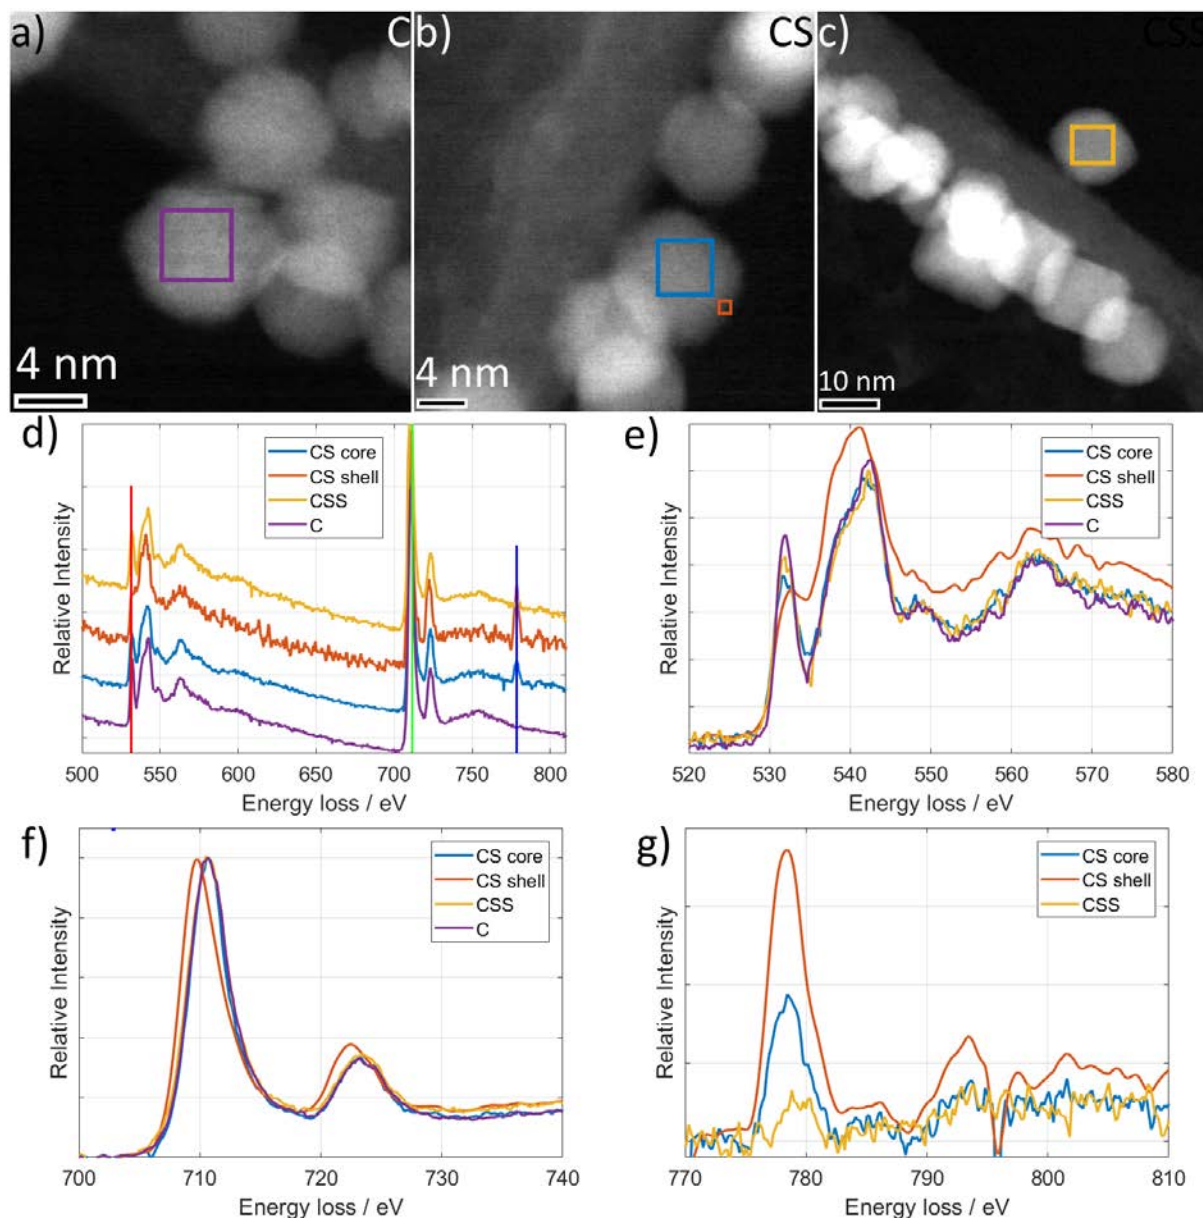 a) C
b) CS
c) CSS
4 nm
4 nm
10 nm
d)
CS core
CS shell
CSS
C
Relative Intensity
500 550 600 650 700 750 800
Energy loss / eV
e)
CS core
CS shell
CSS
C
Relative Intensity
520 530 540 550 560 570 580
Energy loss / eV
f)
CS core
CS shell
CSS
C
Relative Intensity
700 710 720 730 740
Energy loss / eV
g)
CS core
CS shell
CSS
Relative Intensity
770 780 790 800 810
Energy loss / eV